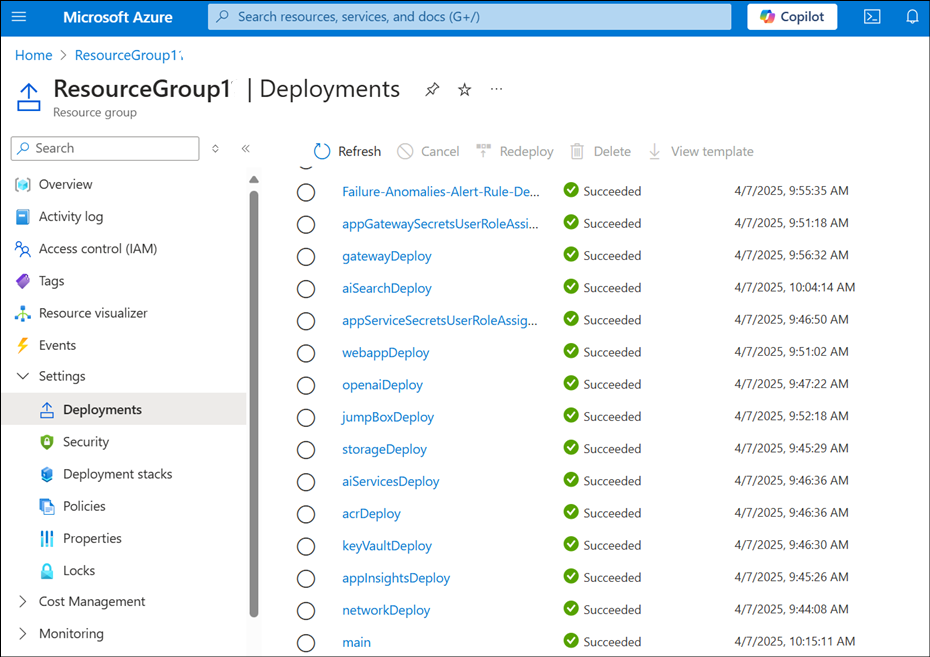 Microsoft Azure
Search resources, services, and docs (G+/)
Copilot
Home > ResourceGroup1
ResourceGroup1 | Deployments ...
Resource group
Search
Refresh Cancel Redeploy Delete View template
Overview
Activity log
Access control (IAM)
Tags
Resource visualizer
Events
Settings
Deployments
Security
Deployment stacks
Policies
Properties
Locks
Cost Management
Monitoring
Failure-Anomalies-Alert-Rule-De... Succeeded 4/7/2025, 9:55:35 AM
appGatewaySecretsUserRoleAssi... Succeeded 4/7/2025, 9:51:18 AM
gatewayDeploy Succeeded 4/7/2025, 9:56:32 AM
aiSearchDeploy Succeeded 4/7/2025, 10:04:14 AM
appServiceSecretsUserRoleAssig... Succeeded 4/7/2025, 9:46:50 AM
webappDeploy Succeeded 4/7/2025, 9:51:02 AM
openaiDeploy Succeeded 4/7/2025, 9:47:22 AM
jumpBoxDeploy Succeeded 4/7/2025, 9:52:18 AM
storageDeploy Succeeded 4/7/2025, 9:45:29 AM
aiServicesDeploy Succeeded 4/7/2025, 9:46:36 AM
acrDeploy Succeeded 4/7/2025, 9:46:36 AM
keyVaultDeploy Succeeded 4/7/2025, 9:46:30 AM
appInsightsDeploy Succeeded 4/7/2025, 9:45:26 AM
networkDeploy Succeeded 4/7/2025, 9:44:08 AM
main Succeeded 4/7/2025, 10:15:11 AM